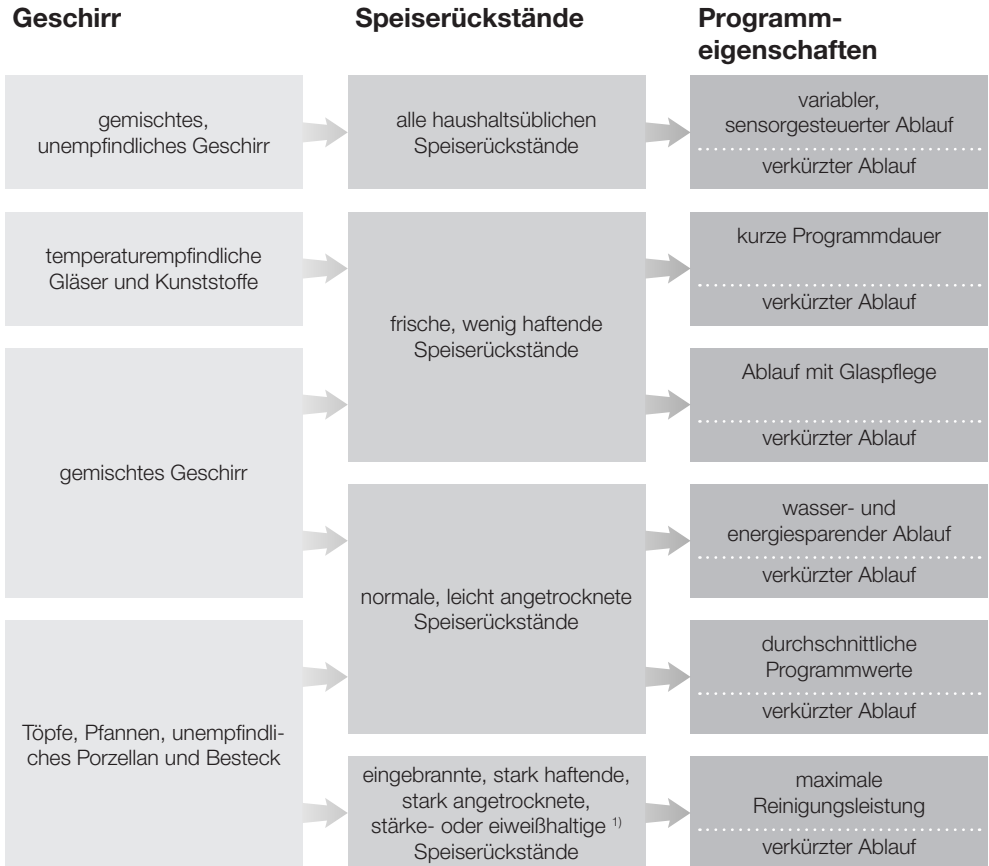 Geschirr
Speiserückstände
Programm-
eigenschaften
gemischtes,
unempfindliches Geschirr
alle haushaltsüblichen
Speiserückstände
variabler,
sensorgesteuerter Ablauf
verkürzter Ablauf
temperaturempfindliche
Gläser und Kunststoffe
frische, wenig haftende
Speiserückstände
kurze Programmdauer
verkürzter Ablauf
Ablauf mit Glaspflege
verkürzter Ablauf
gemischtes Geschirr
normale, leicht angetrocknete
Speiserückstände
wasser- und
energiesparender Ablauf
verkürzter Ablauf
durchschnittliche
Programmwerte
verkürzter Ablauf
Töpfe, Pfannen, unempfindli-
ches Porzellan und Besteck
eingebrannte, stark haftende,
stark angetrocknete,
stärke- oder eiweißhaltige 1)
Speiserückstände
maximale
Reinigungsleistung
verkürzter Ablauf